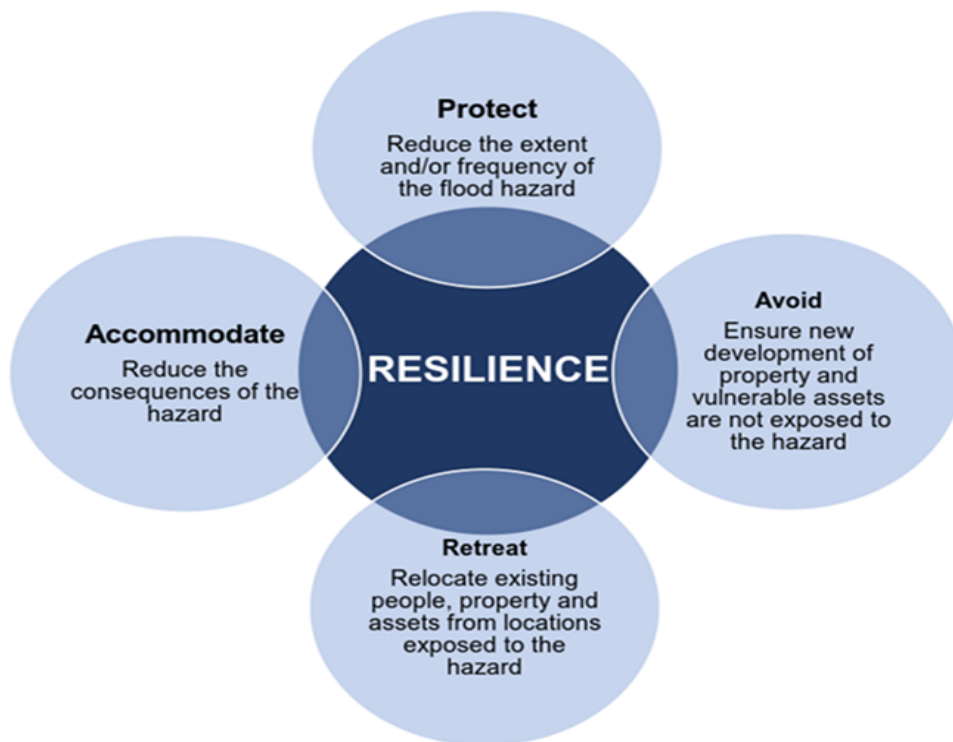 Protect
Reduce the extent
and/or frequency of
the flood hazard
Accommodate
Reduce the
consequences of the
hazard
RESILIENCE
Avoid
Ensure new
development of
property and
vulnerable assets
are not exposed to
the hazard
Retreat
Relocate existing
people, property and
assets from locations
exposed to the
hazard